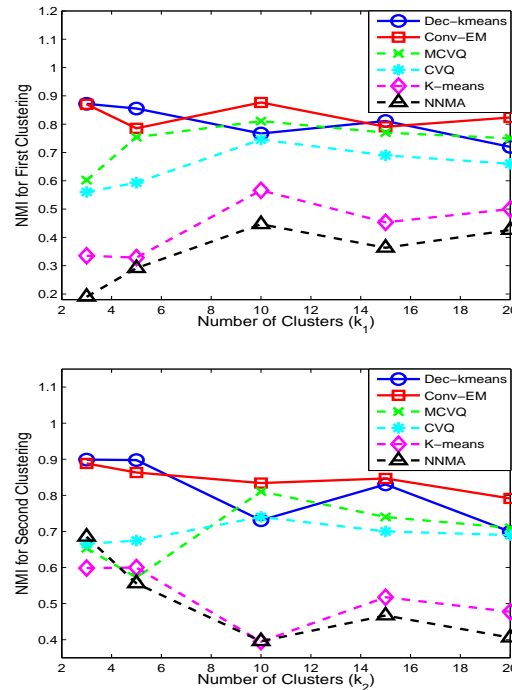 1.2
1.1
1
0.9
0.8
0.7
0.6
0.5
0.4
0.3
0.2
NMI for First Clustering
Dec−kmeans
Conv−EM
MCVQ
CVQ
K−means
NNMA
2 4 6 8 10 12 14 16 18 20
Number of Clusters (k1)
1.1
1
0.9
0.8
0.7
0.6
0.5
0.4
NMI for Second Clustering
Dec−kmeans
Conv−EM
MCVQ
CVQ
K−means
NNMA
2 4 6 8 10 12 14 16 18 20
Number of Clusters (k2)